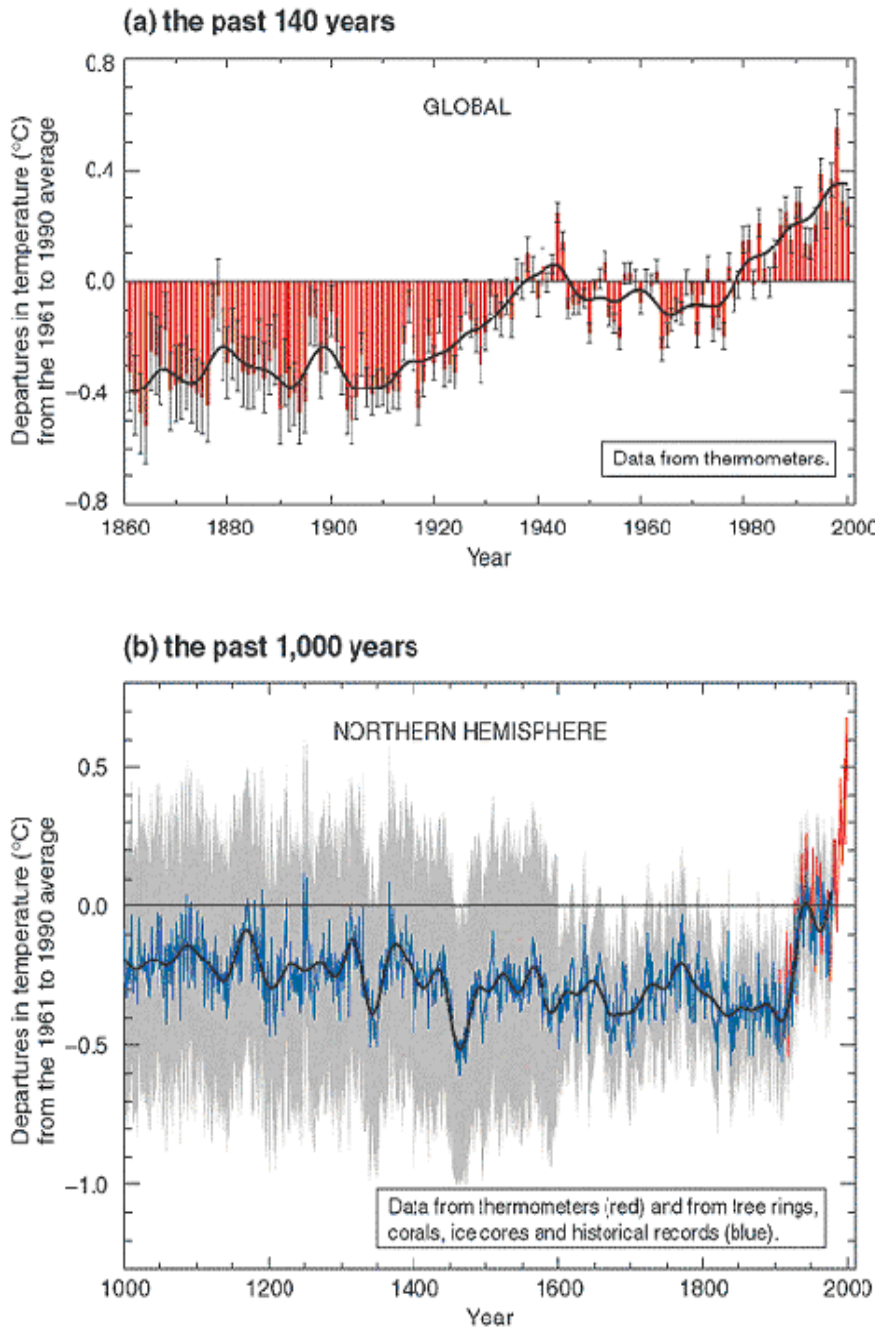 (a) the past 140 years
GLOBAL
Departures in temperature (°C)
from the 1961 to 1990 average
0.8
0.4
0.0
−0.4
−0.8
Data from thermometers.
1860 1880 1900 1920 1940 1960 1980 2000
Year
(b) the past 1,000 years
NORTHERN HEMISPHERE
Departures in temperature (°C)
from the 1961 to 1990 average
0.5
0.0
−0.5
−1.0
Data from thermometers (red) and from tree rings,
corals, ice cores and historical records (blue).
1000 1200 1400 1600 1800 2000
Year